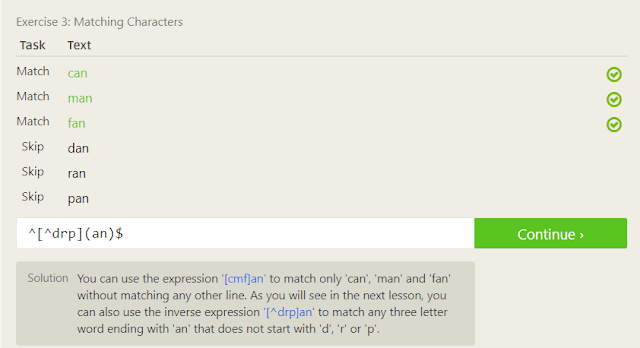 Exercise 3: Matching Characters
Task Text
Match can
Match man
Match fan
Skip dan
Skip ran
Skip pan
^[^drp](an)$ Continue ›
Solution You can use the expression '[cmf]an' to match only 'can', 'man' and 'fan'
without matching any other line. As you will see in the next lesson, you
can also use the inverse expression '[^drp]an' to match any three letter
word ending with 'an' that does not start with 'd', 'r' or 'p'.